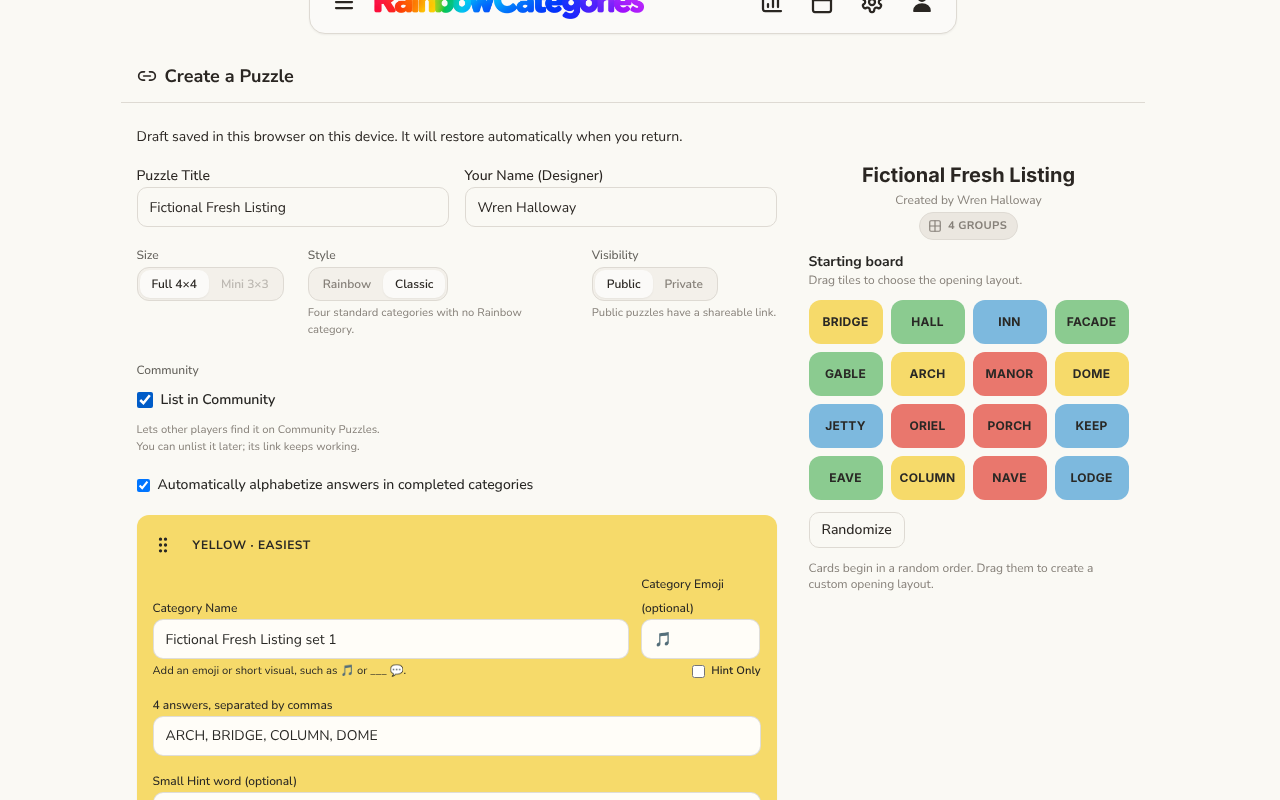 RainbowCategories
Create a Puzzle
Draft saved in this browser on this device. It will restore automatically when you return.
Puzzle Title
Your Name (Designer)
Fictional Fresh Listing
Wren Halloway
Size
Style
Visibility
Full 4×4
Mini 3×3
Rainbow
Classic
Public
Private
Four standard categories with no Rainbow
category.
Public puzzles have a shareable link.
Community
List in Community
Lets other players find it on Community Puzzles.
You can unlist it later; its link keeps working.
Automatically alphabetize answers in completed categories
YELLOW · EASIEST
Category Name
Category Emoji
(optional)
Fictional Fresh Listing set 1
🎵
Add an emoji or short visual, such as 🎵 or ___ 💬.
Hint Only
4 answers, separated by commas
ARCH, BRIDGE, COLUMN, DOME
Small Hint word (optional)
Fictional Fresh Listing
Created by Wren Halloway
4 GROUPS
Starting board
Drag tiles to choose the opening layout.
BRIDGE HALL INN FACADE
GABLE ARCH MANOR DOME
JETTY ORIEL PORCH KEEP
EAVE COLUMN NAVE LODGE
Randomize
Cards begin in a random order. Drag them to create a
custom opening layout.